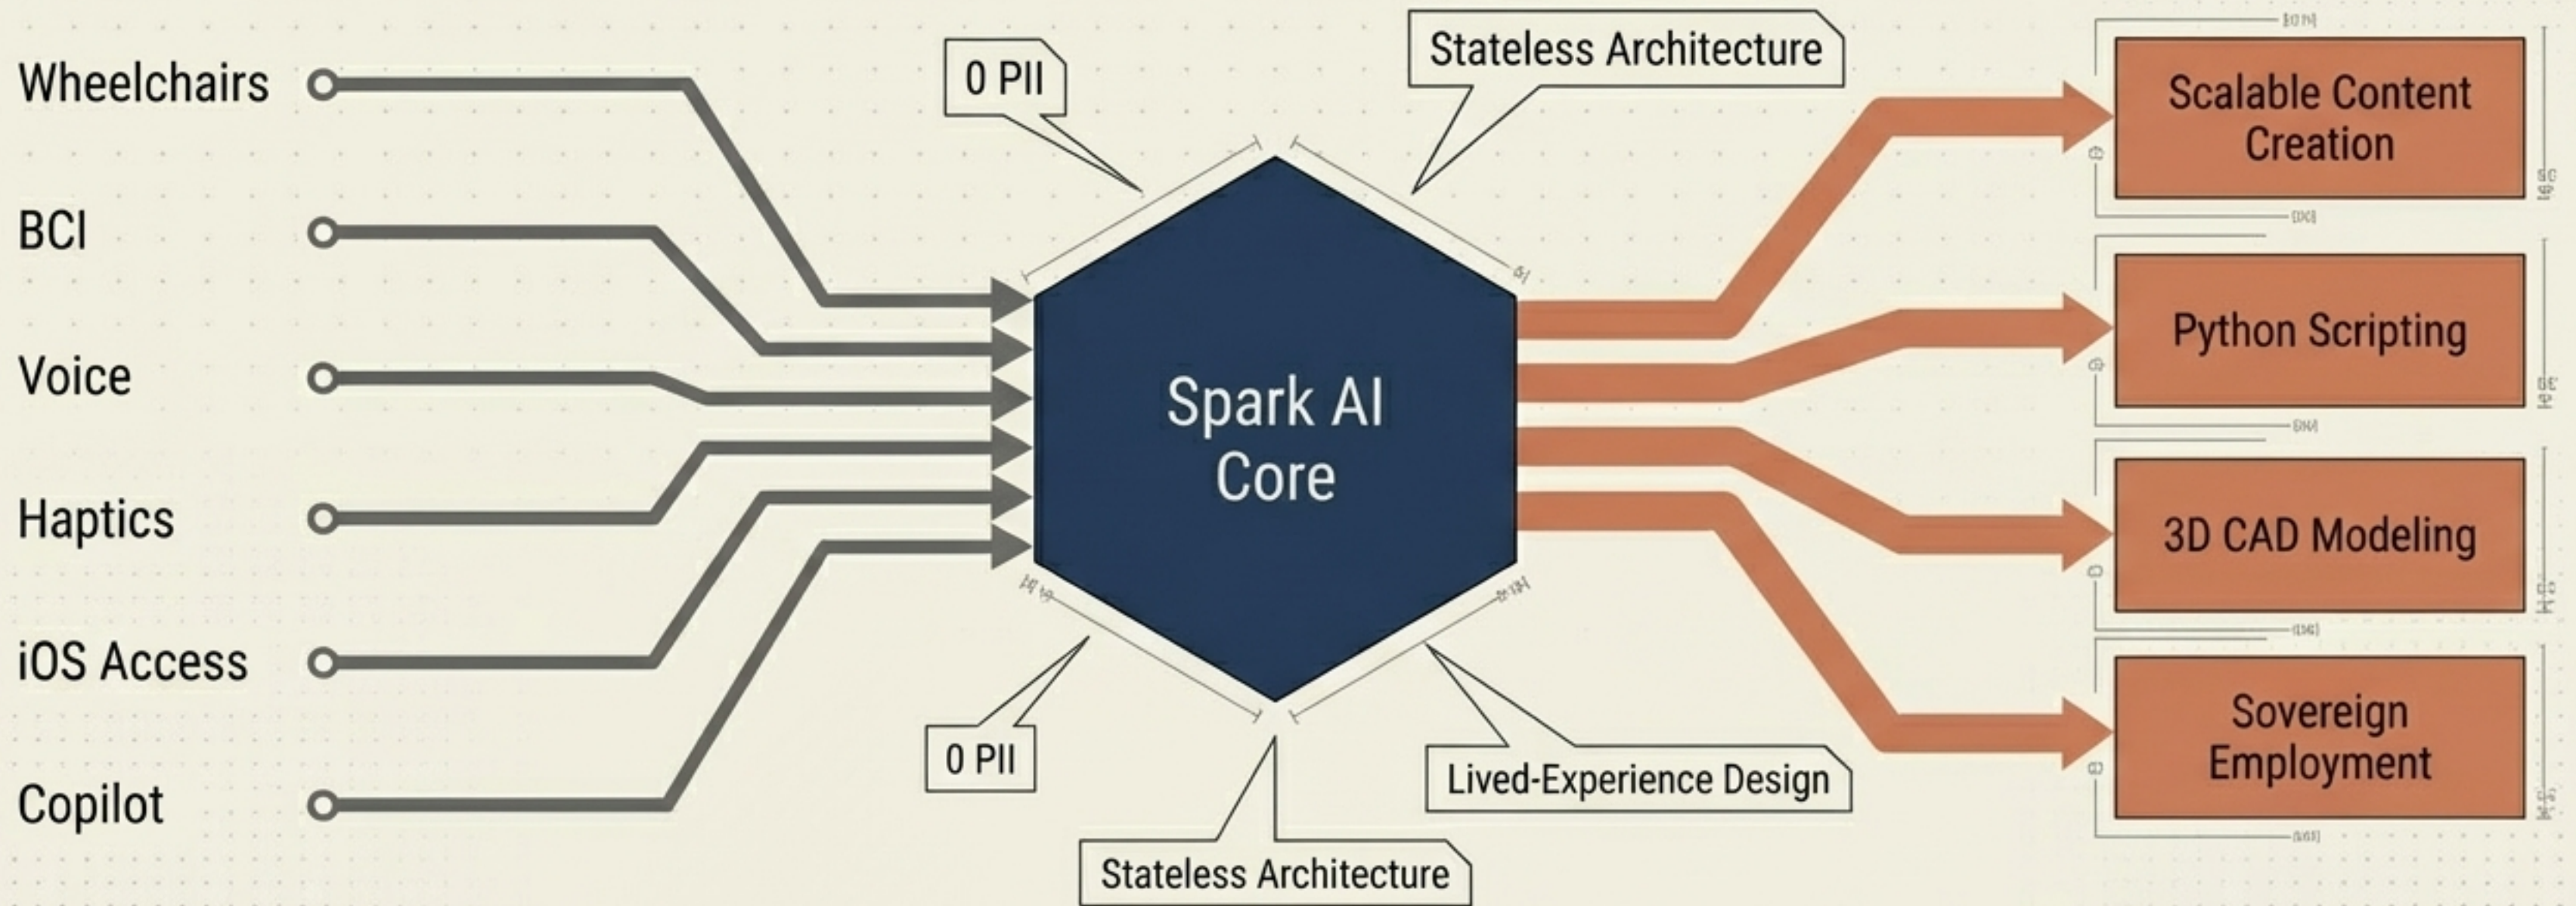 Wheelchairs
BCI
Voice
Haptics
iOS Access
Copilot
0 PII
Stateless Architecture
Spark AI
Core
0 PII
Stateless Architecture
Lived-Experience Design
Scalable Content
Creation
Python Scripting
3D CAD Modeling
Sovereign
Employment